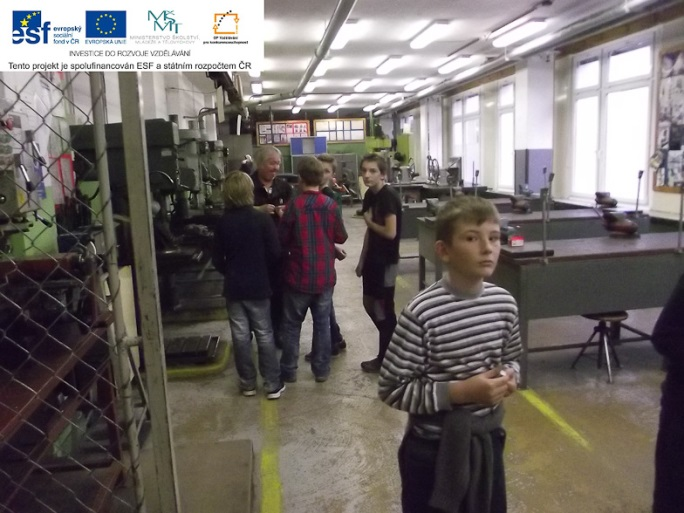 esf evropský sociální fond v ČR
EVROPSKÁ UNIE
MINISTERSTVO ŠKOLSTVÍ,
MLÁDEŽE A TĚLOVÝCHOVY
OP Vzdělávání
pro konkurenceschopnost
INVESTICE DO ROZVOJE VZDĚLÁVÁNÍ
Tento projekt je spolufinancován ESF a státním rozpočtem ČR